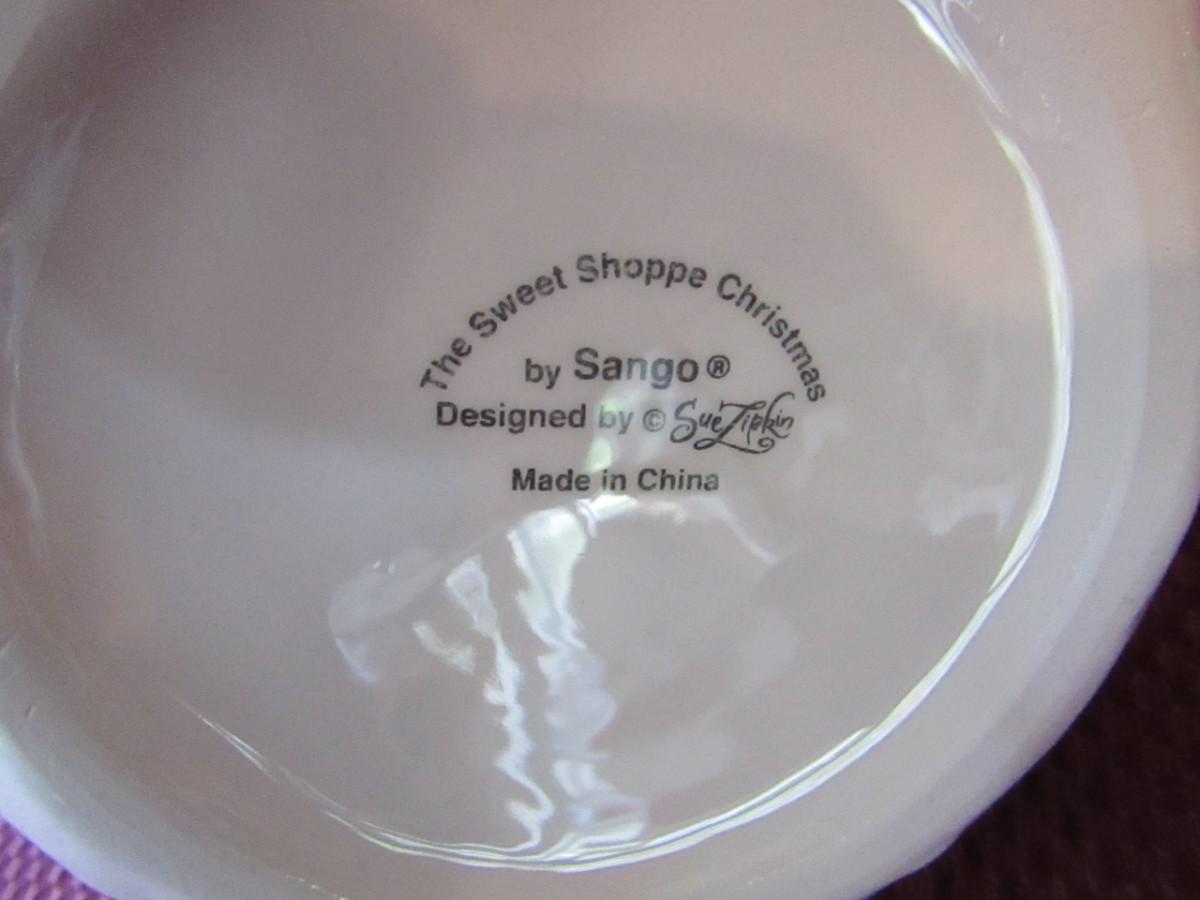 The Sweet Shoppe Christmas
by Sango®
Designed by © Sue Zipkin
Made in China